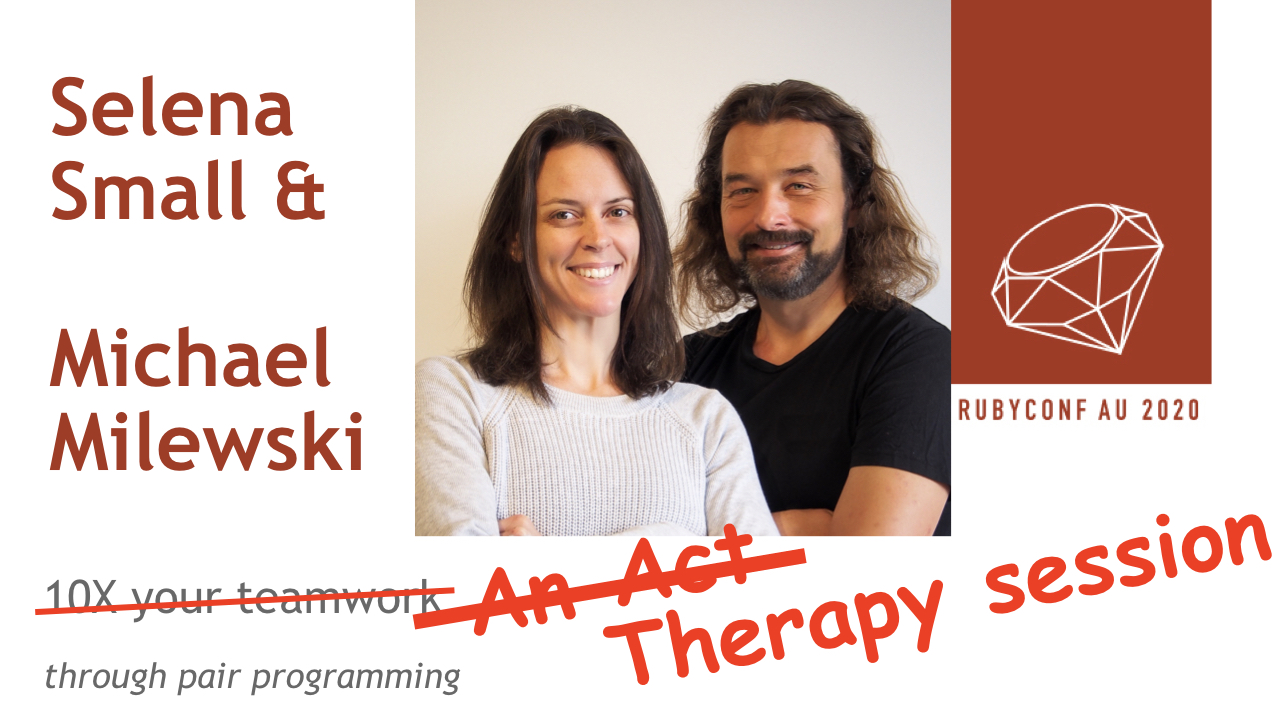 Selena
Small &
Michael
Milewski
RUBYCONF AU 2020
10X your teamwork
An Act
Therapy session
through pair programming